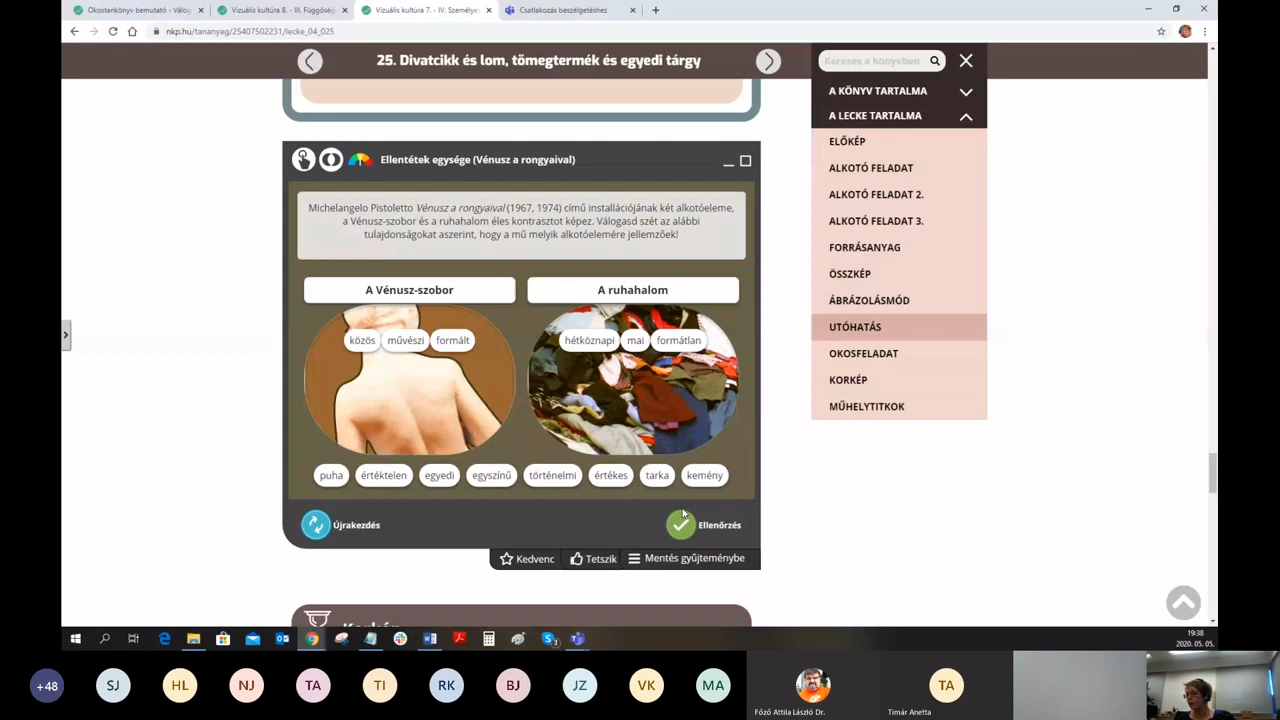 Okostankönyv bemutató - Válog
Vizuális kultúra 8. - III. Függőség
Vizuális kultúra 7. - IV. Személye
Csatlakozás beszélgetéshez
nkp.hu/tananyag/25407502231/lecke_04_025
25. Divatcikk és lom, tömegtermék és egyedi tárgy
Keresés a könyvben
A KÖNYV TARTALMA
A LECKE TARTALMA
ELŐKÉP
ALKOTÓ FELADAT
ALKOTÓ FELADAT 2.
ALKOTÓ FELADAT 3.
FORRÁSANYAG
ÖSSZKÉP
ÁBRÁZOLÁSMÓD
UTÓHATÁS
OKOSFELADAT
KORKÉP
MŰHELYTITKOK
Ellentétek egysége (Vénusz a rongyaival)
Michelangelo Pistoletto Vénusz a rongyaival (1967, 1974) című installációjának két alkotóeleme,
a Vénusz-szobor és a ruhahalom éles kontrasztot képez. Válogasd szét az alábbi
tulajdonságokat aszerint, hogy a mű melyik alkotóelemére jellemzőek!
A Vénusz-szobor
A ruhahalom
közös művészi formált
hétköznapi mai formátlan
puha értéktelen egyedi egyszínű történelmi értékes tarka kemény
Újrakezdés
Ellenőrzés
Kedvenc Tetszik Mentés gyűjteménybe
19:38
2020. 05. 05.
+48 SJ HL NJ TA TI RK BJ JZ VK MA TA
Főző Attila László Dr.
Tímár Anetta